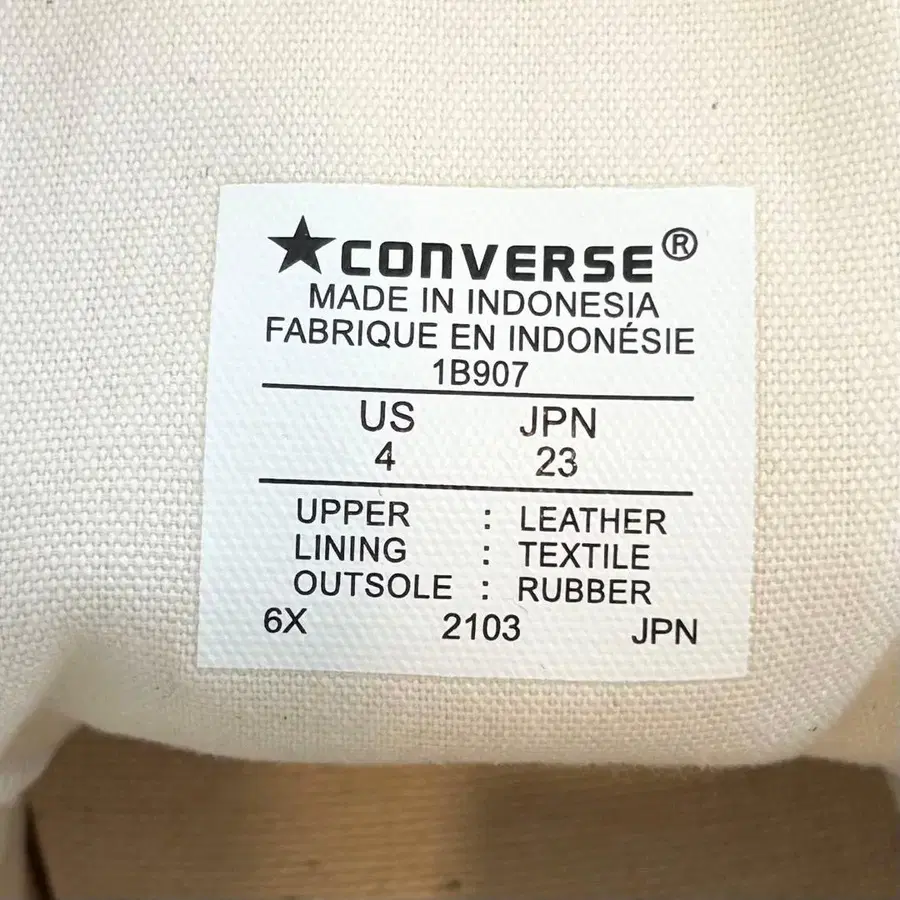 ★CONVERSE®
MADE IN INDONESIA
FABRIQUE EN INDONÉSIE
1B907
US JPN
4 23
UPPER : LEATHER
LINING : TEXTILE
OUTSOLE : RUBBER
6X 2103 JPN